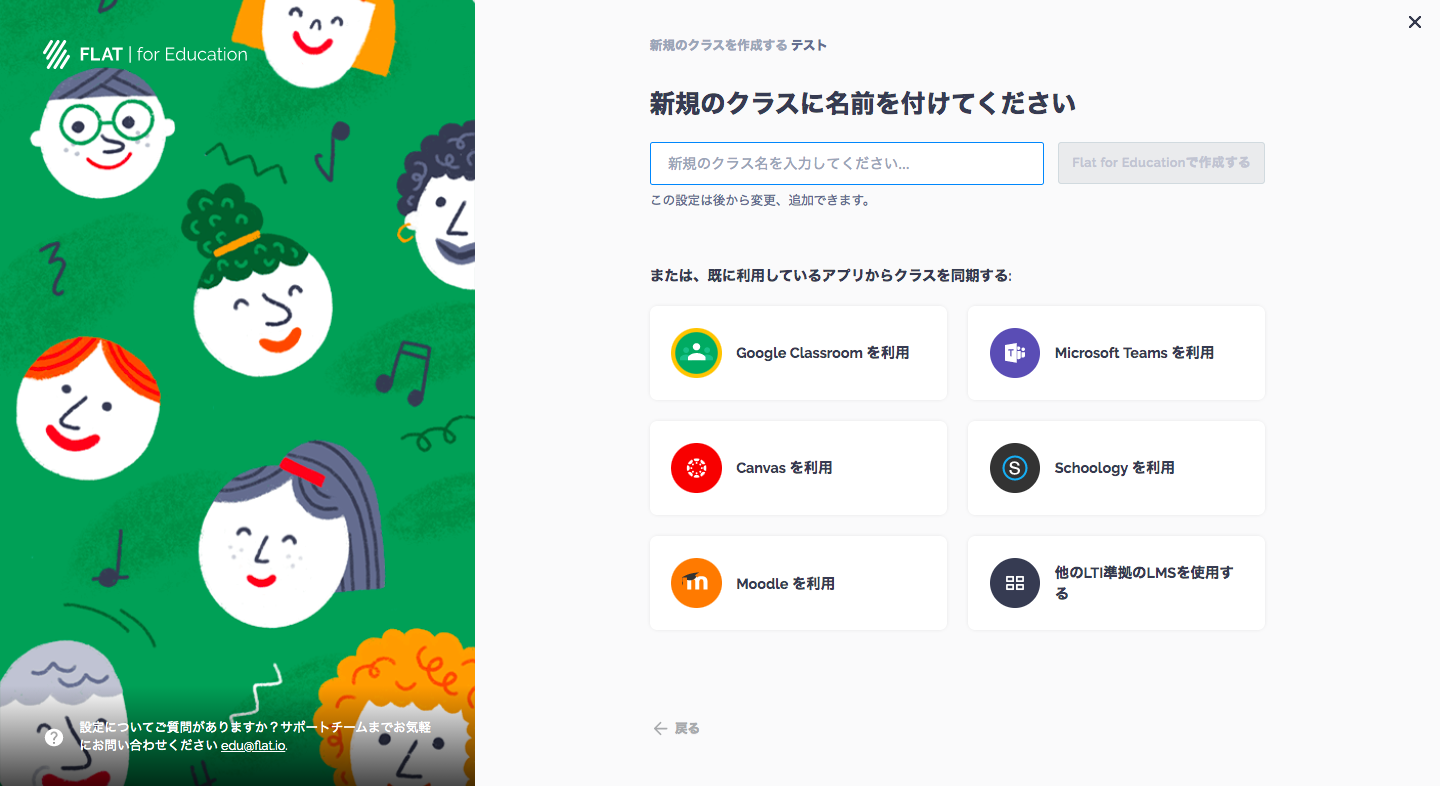 FLAT | for Education
新規のクラスを作成する テスト
新規のクラスに名前を付けてください
新規のクラス名を入力してください...
Flat for Educationで作成する
この設定は後から変更、追加できます。
または、既に利用しているアプリからクラスを同期する:
Google Classroom を利用
Microsoft Teams を利用
Canvas を利用
Schoology を利用
Moodle を利用
他のLTI準拠のLMSを使用す
る
戻る
設定についてご質問がありますか？サポートチームまでお気軽
にお問い合わせください edu@flat.io.